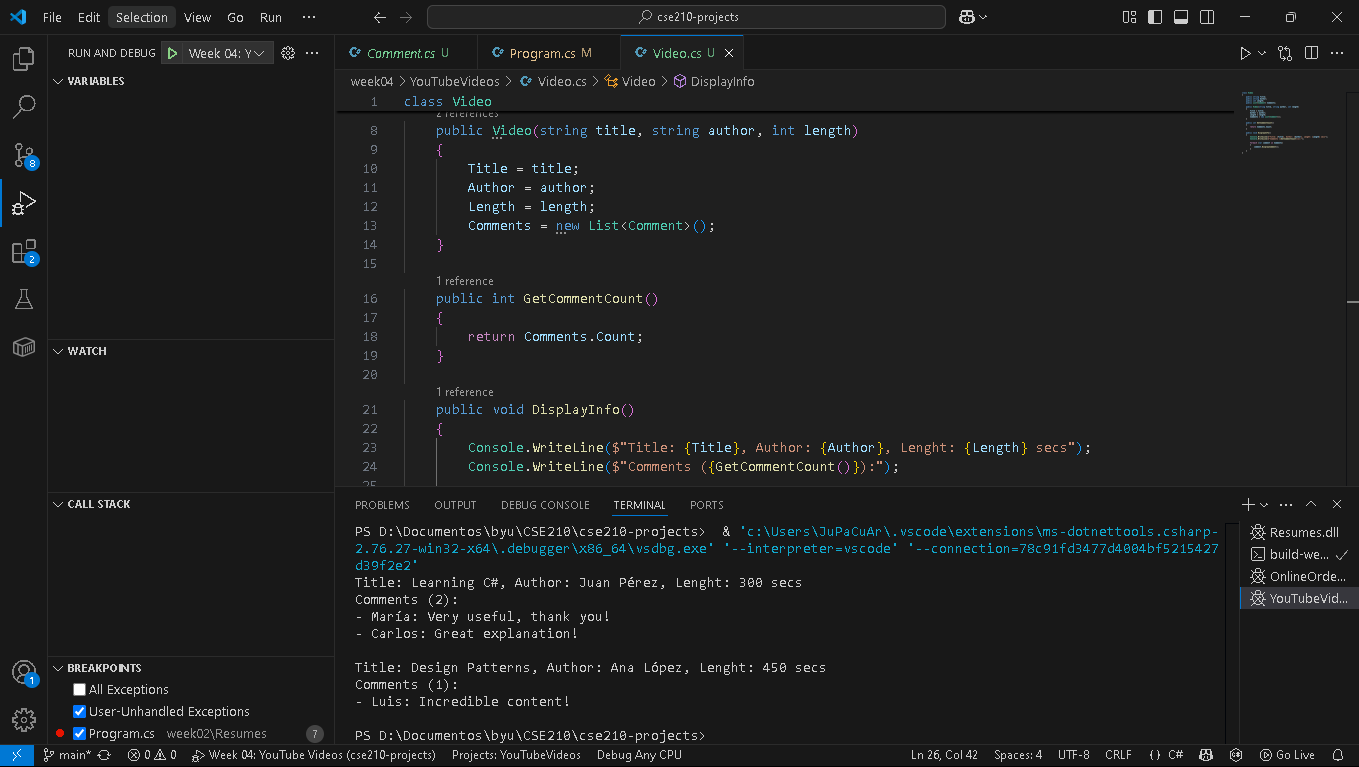 File Edit Selection View Go Run ··· cse210-projects
RUN AND DEBUG Week 04: Y ···
Comment.cs U Program.cs M Video.cs U
VARIABLES
week04 > YouTubeVideos > Video.cs > Video > DisplayInfo
1 class Video
2 references
8 public Video(string title, string author, int length)
9 {
10 Title = title;
11 Author = author;
12 Length = length;
13 Comments = new List<Comment>();
14 }
15
1 reference
16 public int GetCommentCount()
17 {
18 return Comments.Count;
19 }
20
1 reference
21 public void DisplayInfo()
22 {
23 Console.WriteLine($"Title: {Title}, Author: {Author}, Lenght: {Length} secs");
24 Console.WriteLine($"Comments ({GetCommentCount()}):");
25
8
2
WATCH
CALL STACK
BREAKPOINTS
All Exceptions
User-Unhandled Exceptions
Program.cs week02\Resumes 7
1
PROBLEMS OUTPUT DEBUG CONSOLE TERMINAL PORTS
PS D:\Documentos\byu\CSE210\cse210-projects> & 'c:\Users\JuPaCuAr\.vscode\extensions\ms-dotnettools.csharp-
2.76.27-win32-x64\.debugger\x86_64\vsdbg.exe' '--interpreter=vscode' '--connection=78c91fd3477d4004bf5215427
d39f2e2'
Title: Learning C#, Author: Juan Pérez, Lenght: 300 secs
Comments (2):
- María: Very useful, thank you!
- Carlos: Great explanation!
Title: Design Patterns, Author: Ana López, Lenght: 450 secs
Comments (1):
- Luis: Incredible content!
PS D:\Documentos\byu\CSE210\cse210-projects>
Resumes.dll
build-we...
OnlineOrde...
YouTubeVid...
main* 0 0 Week 04: YouTube Videos (cse210-projects) Projects: YouTubeVideos Debug Any CPU Ln 26, Col 42 Spaces: 4 UTF-8 CRLF {} C# Go Live